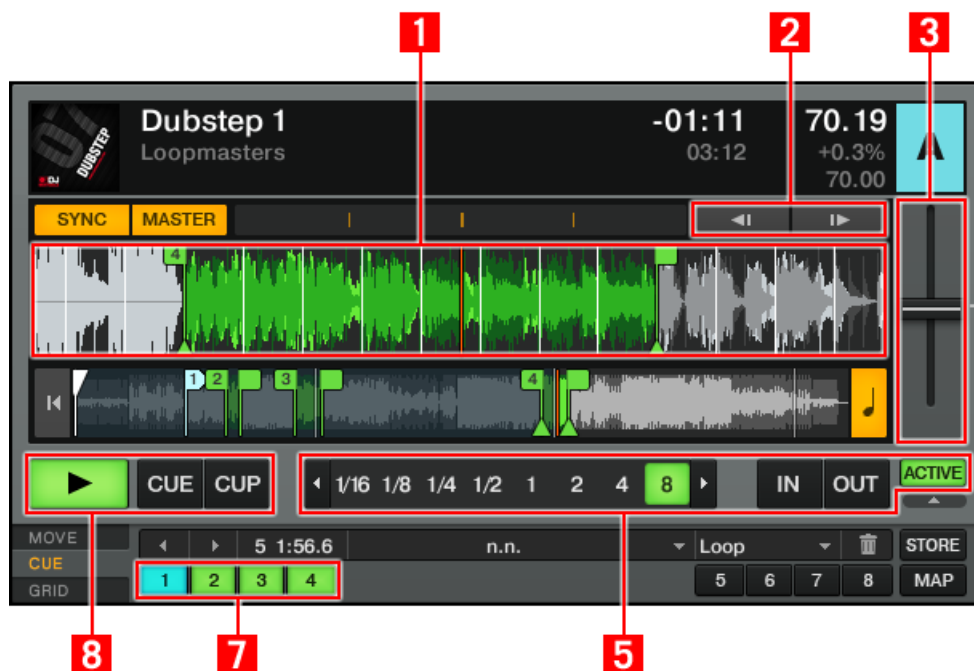 1 2 3
DUBSTEP
DJ
Dubstep 1 -01:11 70.19 A
Loopmasters 03:12 +0.3%
70.00
SYNC MASTER
4
1 2 3 4
CUE CUP 1/16 1/8 1/4 1/2 1 2 4 8 IN OUT ACTIVE
MOVE
CUE
GRID
5 1:56.6 n.n. Loop STORE
1 2 3 4 5 6 7 8 MAP
8 7 5